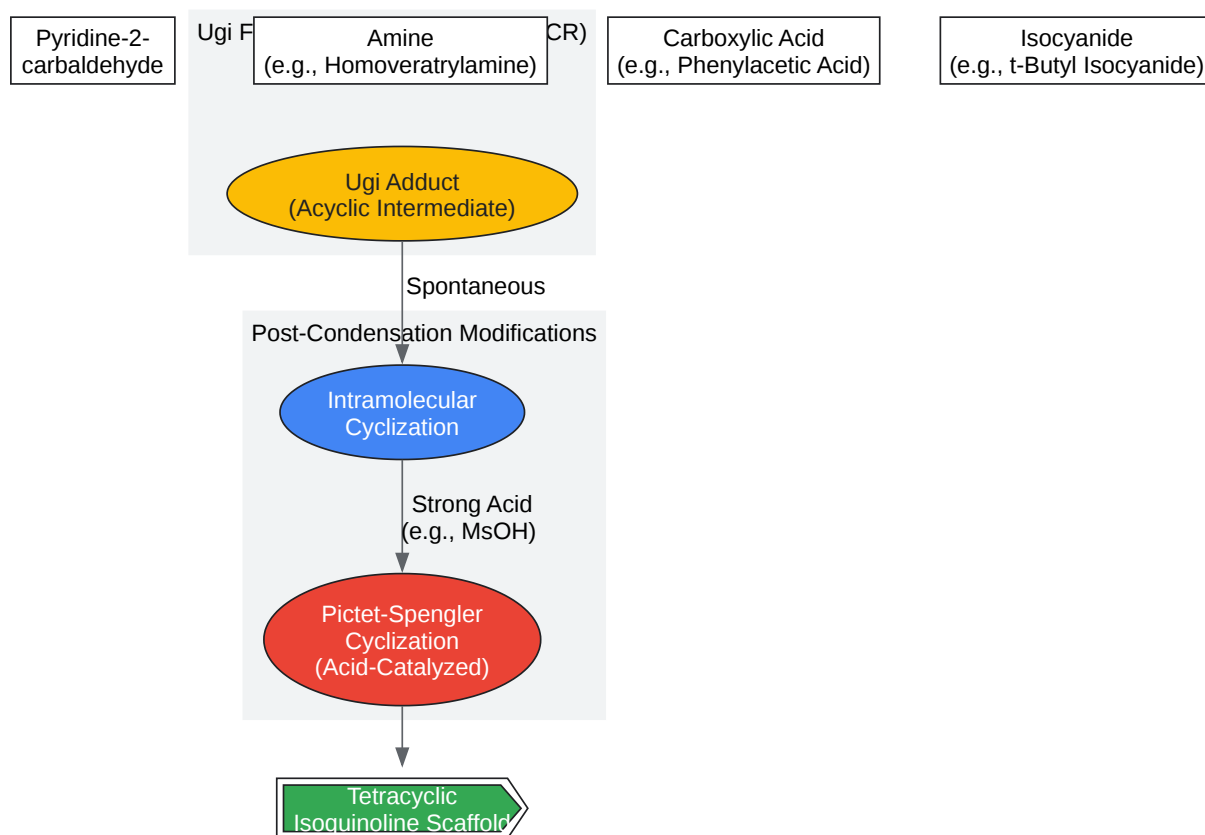 Pyridine-2-
carbaldehyde
Ugi F
CR)
Amine
(e.g., Homoveratrylamine)
Carboxylic Acid
(e.g., Phenylacetic Acid)
Isocyanide
(e.g., t-Butyl Isocyanide)
Ugi Adduct
(Acyclic Intermediate)
Spontaneous
Post-Condensation Modifications
Intramolecular
Cyclization
Strong Acid
(e.g., MsOH)
Pictet-Spengler
Cyclization
(Acid-Catalyzed)
Tetracyclic
Isoquinoline Scaffold